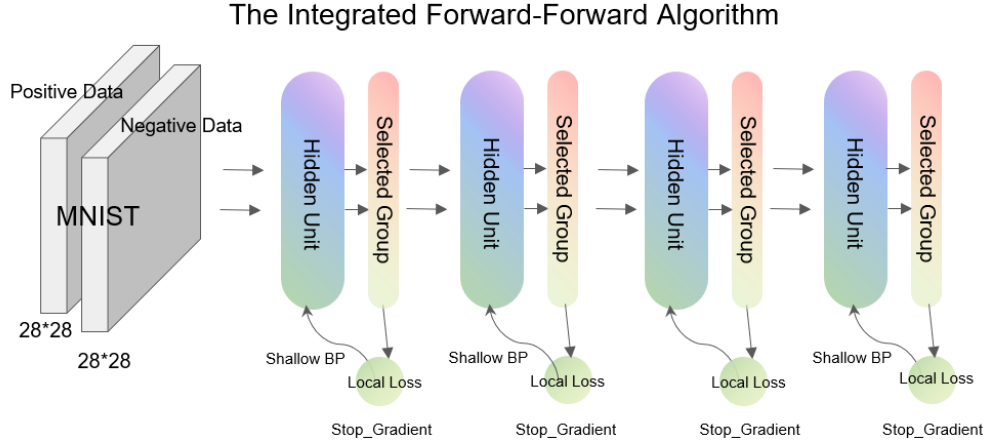 The Integrated Forward-Forward Algorithm
Positive Data
Negative Data
MNIST
28*28
28*28
Hidden Unit
Selected Group
Hidden Unit
Selected Group
Hidden Unit
Selected Group
Hidden Unit
Selected Group
Shallow BP
Local Loss
Shallow BP
Local Loss
Local Loss
Shallow BP
Local Loss
Stop_Gradient
Stop_Gradient
Stop_Gradient
Stop_Gradient